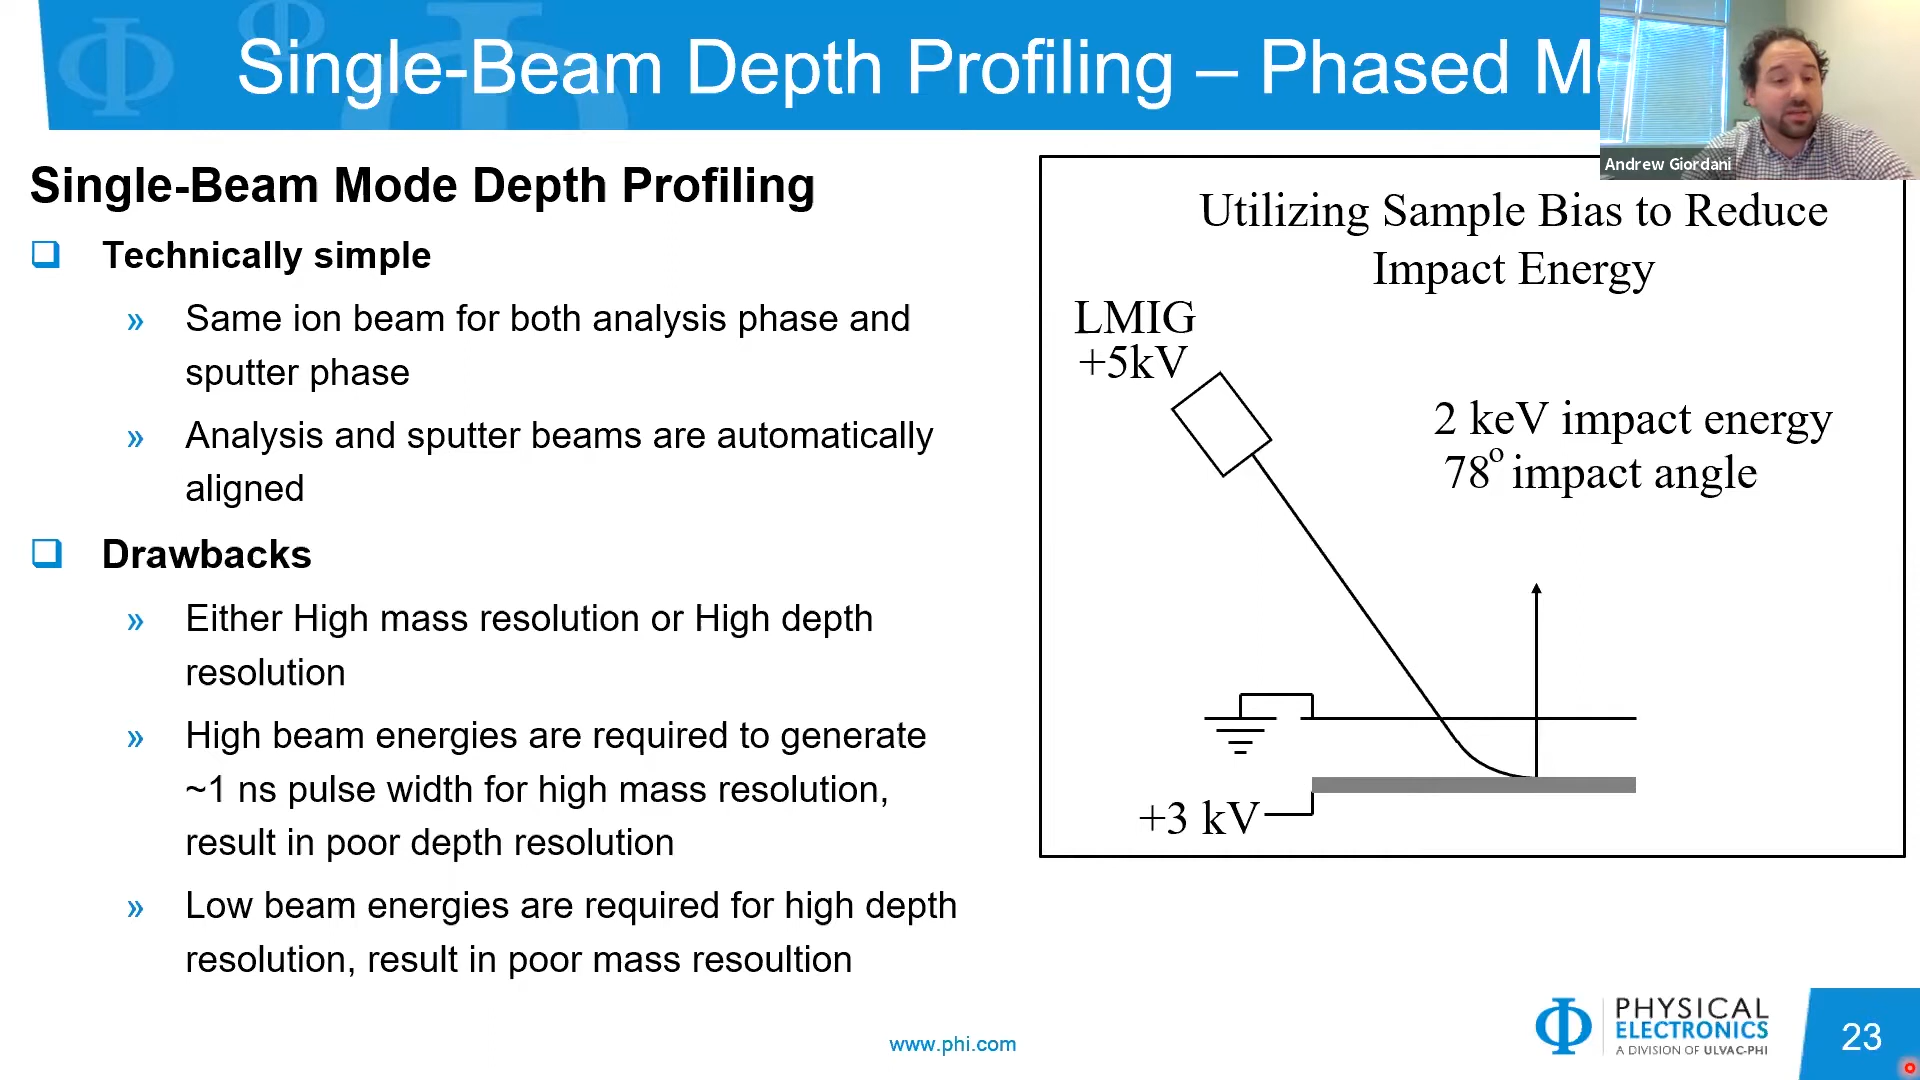 Single-Beam Depth Profiling – Phased M
Andrew Giordani
Single-Beam Mode Depth Profiling
Technically simple
» Same ion beam for both analysis phase and
sputter phase
» Analysis and sputter beams are automatically
aligned
Drawbacks
» Either High mass resolution or High depth
resolution
» High beam energies are required to generate
~1 ns pulse width for high mass resolution,
result in poor depth resolution
» Low beam energies are required for high depth
resolution, result in poor mass resoultion
Utilizing Sample Bias to Reduce
Impact Energy
LMIG
+5kV
2 keV impact energy
78° impact angle
+3 kV
www.phi.com
PHYSICAL
ELECTRONICS
A DIVISION OF ULVAC-PHI
23